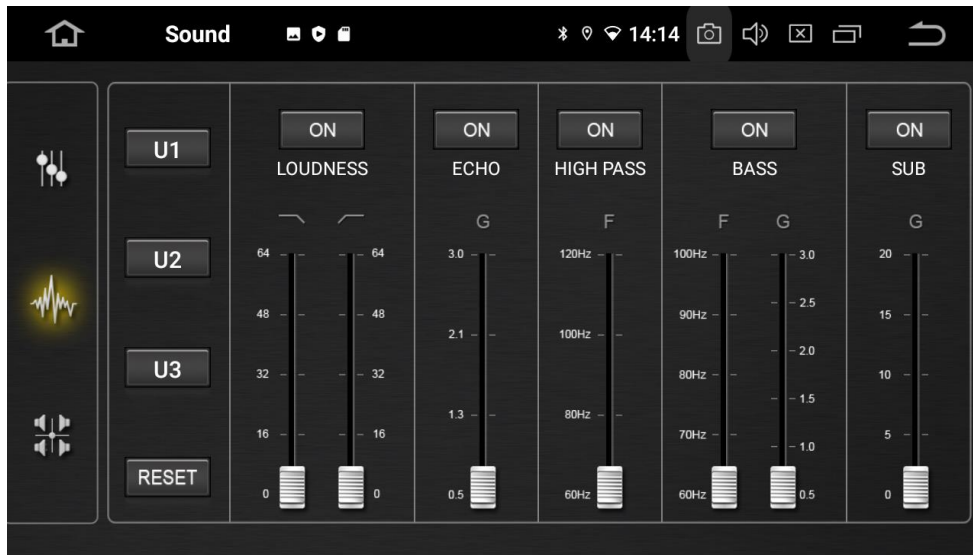 Sound
14:14
ON ON ON ON ON
LOUDNESS ECHO HIGH PASS BASS SUB
U1
G F F G G
64 64 3.0 120Hz 100Hz 3.0 20
U2
2.5
48 48 90Hz 15
2.1 100Hz
2.0
U3
32 32 80Hz 10
1.5
1.3 80Hz
16 16 70Hz 5
1.0
RESET
0 0 0.5 60Hz 60Hz 0.5 0